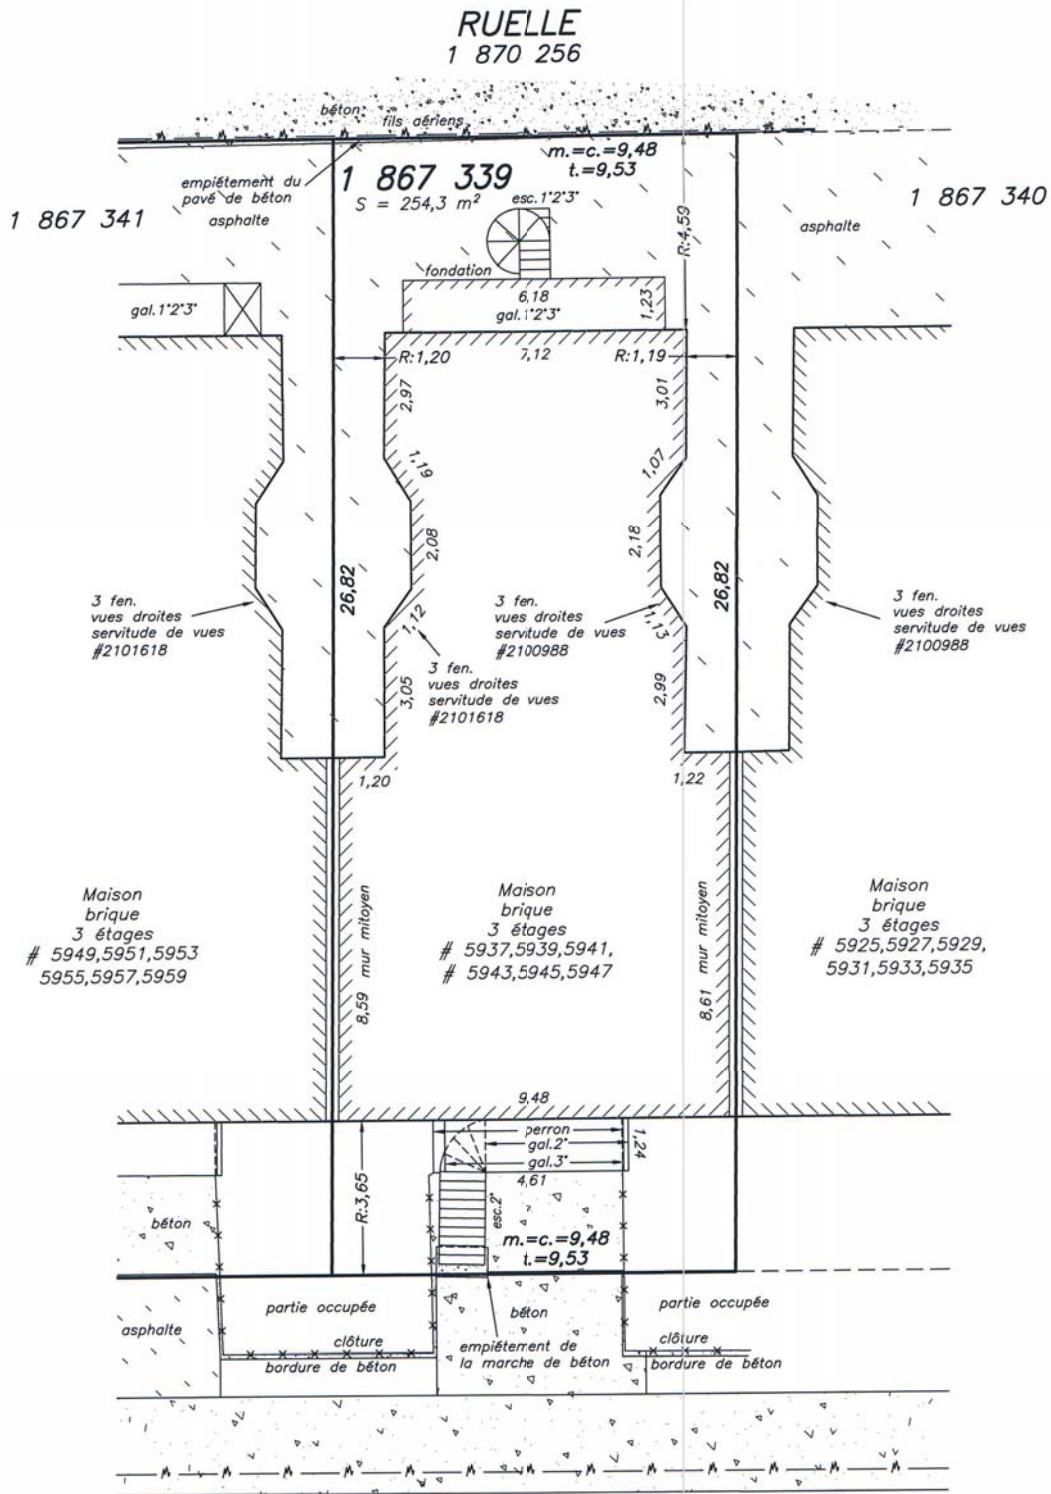 RUELLE
1 870 256
béton
fils aériens
m.=c.=9,48
t.=9,53
empiétement du
pavé de béton
1 867 339
S = 254,3 m²
esc.1°2°3°
1 867 341
asphalte
1 867 340
asphalte
R:4,59
fondation
gal.1°2°3°
6,18
gal.1°2°3°
1,23
R:1,20
7,12
R:1,19
2,97
3,01
1,19
1,07
2,08
2,18
26,82
26,82
3 fen.
vues droites
servitude de vues
#2101618
1,12
3 fen.
vues droites
servitude de vues
#2100988
1,13
3 fen.
vues droites
servitude de vues
#2100988
3,05
3 fen.
vues droites
servitude de vues
#2101618
2,99
1,20
1,22
Maison
brique
3 étages
# 5949,5951,5953
5955,5957,5959
8,59 mur mitoyen
Maison
brique
3 étages
# 5937,5939,5941,
# 5943,5945,5947
8,61 mur mitoyen
Maison
brique
3 étages
# 5925,5927,5929,
5931,5933,5935
9,48
perron
gal.2°
gal.3°
1,24
4,61
R:3,65
esc.2°
béton
m.=c.=9,48
t.=9,53
partie occupée
partie occupée
béton
asphalte
clôture
bordure de béton
empiétement de
la marche de béton
clôture
bordure de béton